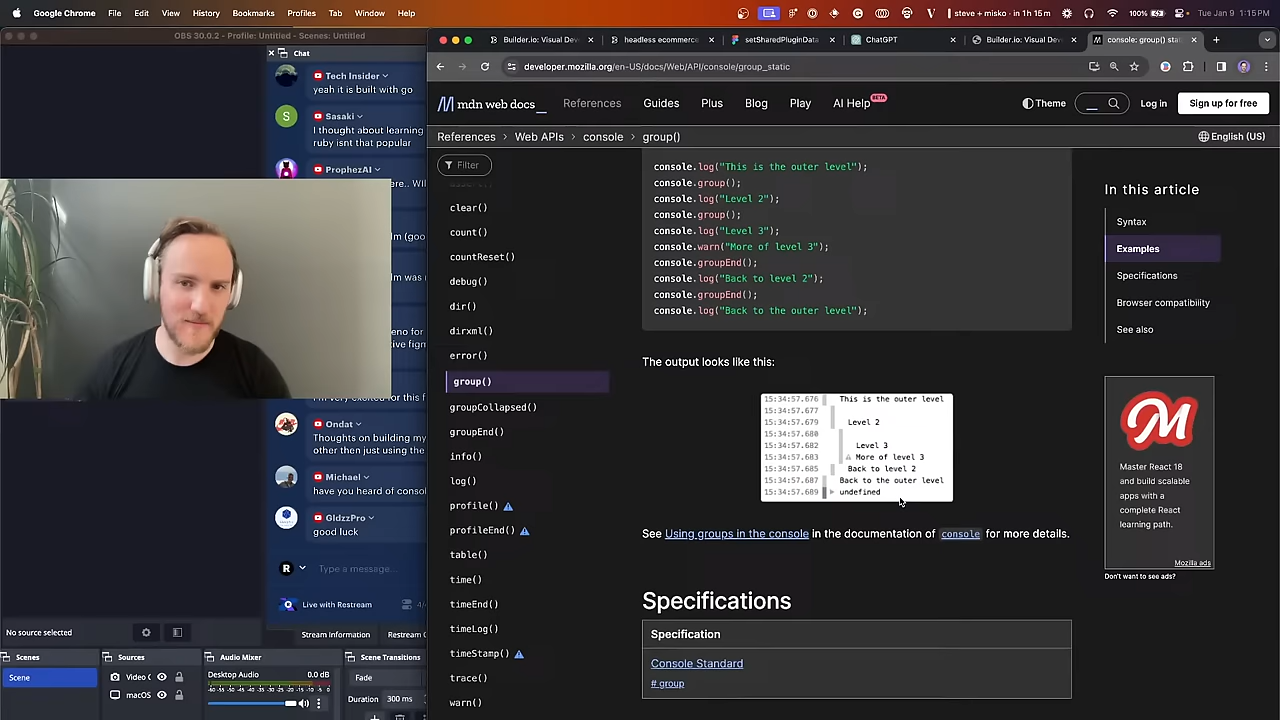 Google Chrome File Edit View History Bookmarks Profiles Tab Window Help
steve + misko • in 1h 15m 100% Tue Jan 9 1:15 PM
OBS 30.0.2 - Profile: Untitled - Scenes: Untitled
Chat
Tech Insider
yeah it is built with go
Sasaki
I thought about learning
ruby isnt that popular
ProphezAI
Ondat
Thoughts on building my
other then just using the
Michael
have you heard of consol
GldzzPro
good luck
Type a message...
Live with Restream
Stream Information
No source selected
Scenes
Scene
Sources
Video C
macOS
Audio Mixer
Desktop Audio 0.0 dB
-60 -55 -50 -45 -40 -35 -30 -25 -20 -15 -10 -5 0
Scene Transitions
Fade
Duration 300 ms
Builder.io: Visual Dev
headless ecommerce
setSharedPluginData
ChatGPT
Builder.io: Visual Dev
console: group() sta
developer.mozilla.org/en-US/docs/Web/API/console/group_static
mdn web docs
References Guides Plus Blog Play AI Help BETA
Theme
Log in
Sign up for free
References > Web APIs > console > group()
English (US)
Filter
clear()
count()
countReset()
debug()
dir()
dirxml()
error()
group()
groupCollapsed()
groupEnd()
info()
log()
profile()
profileEnd()
table()
time()
timeEnd()
timeLog()
timeStamp()
trace()
warn()
console.log("This is the outer level");
console.group();
console.log("Level 2");
console.group();
console.log("Level 3");
console.warn("More of level 3");
console.groupEnd();
console.log("Back to level 2");
console.groupEnd();
console.log("Back to the outer level");
The output looks like this:
15:34:57.676 This is the outer level
15:34:57.677
15:34:57.679 Level 2
15:34:57.680
15:34:57.682 Level 3
15:34:57.683 More of level 3
15:34:57.685 Back to level 2
15:34:57.687 Back to the outer level
15:34:57.689 undefined
See Using groups in the console in the documentation of console for more details.
Specifications
Specification
Console Standard
# group
In this article
Syntax
Examples
Specifications
Browser compatibility
See also
Master React 18
and build scalable
apps with a
complete React
learning path.
Mozilla ads
Don't want to see ads?